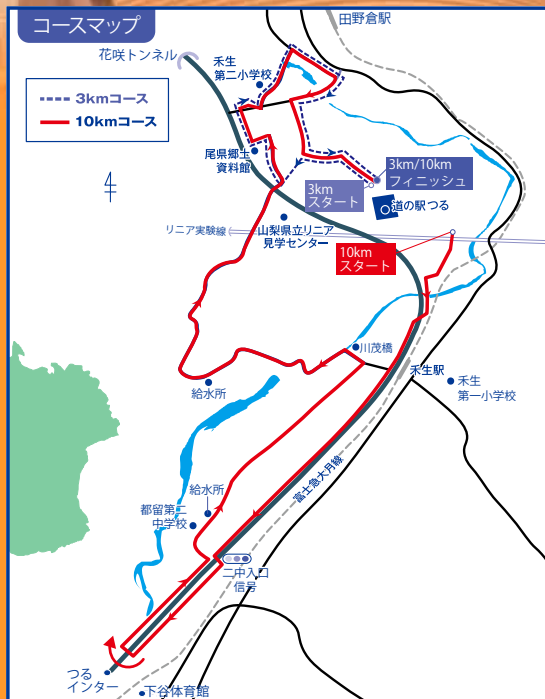 コースマップ
田野倉駅
花咲トンネル
禾生
第二小学校
3kmコース
10kmコース
尾県郷土
資料館
3km/10km
フィニッシュ
3km
スタート
道の駅 つる
リニア実験線
山梨県立リニア
見学センター
10km
スタート
川茂橋
禾生駅
禾生
第一小学校
給水所
富士急大月線
給水所
都留第二
中学校
二中入口
信号
つる
インター
下谷体育館